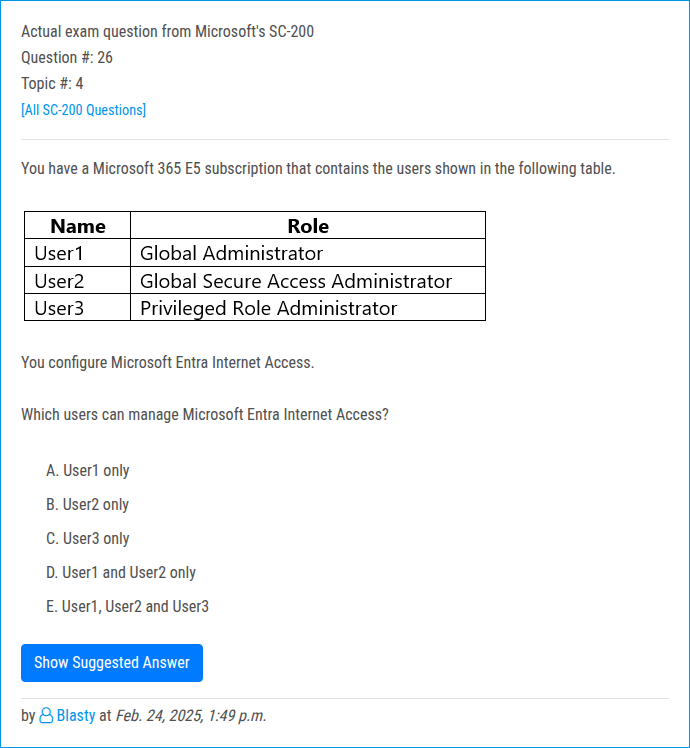 Actual exam question from Microsoft's SC-200
Question #: 26
Topic #: 4
[All SC-200 Questions]
You have a Microsoft 365 E5 subscription that contains the users shown in the following table.
Name Role
User1 Global Administrator
User2 Global Secure Access Administrator
User3 Privileged Role Administrator
You configure Microsoft Entra Internet Access.
Which users can manage Microsoft Entra Internet Access?
A. User1 only
B. User2 only
C. User3 only
D. User1 and User2 only
E. User1, User2 and User3
Show Suggested Answer
by Blasty at Feb. 24, 2025, 1:49 p.m.